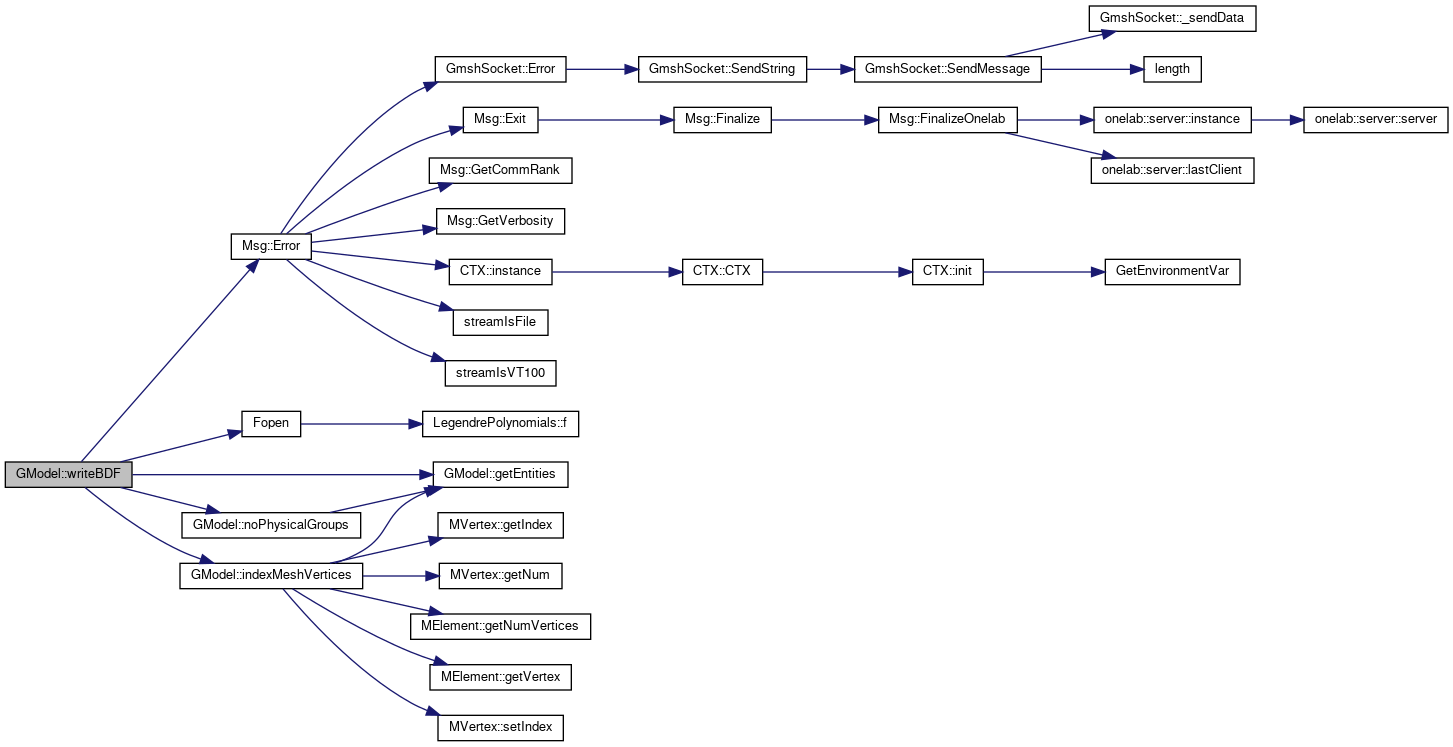 GmshSocket::_sendData
GmshSocket::Error
GmshSocket::SendString
GmshSocket::SendMessage
length
Msg::Exit
Msg::Finalize
Msg::FinalizeOnelab
onelab::server::instance
onelab::server::server
Msg::GetCommRank
onelab::server::lastClient
Msg::GetVerbosity
Msg::Error
CTX::instance
CTX::CTX
CTX::init
GetEnvironmentVar
streamIsFile
streamIsVT100
Fopen
LegendrePolynomials::f
GModel::writeBDF
GModel::getEntities
GModel::noPhysicalGroups
MVertex::getIndex
GModel::indexMeshVertices
MVertex::getNum
MElement::getNumVertices
MElement::getVertex
MVertex::setIndex